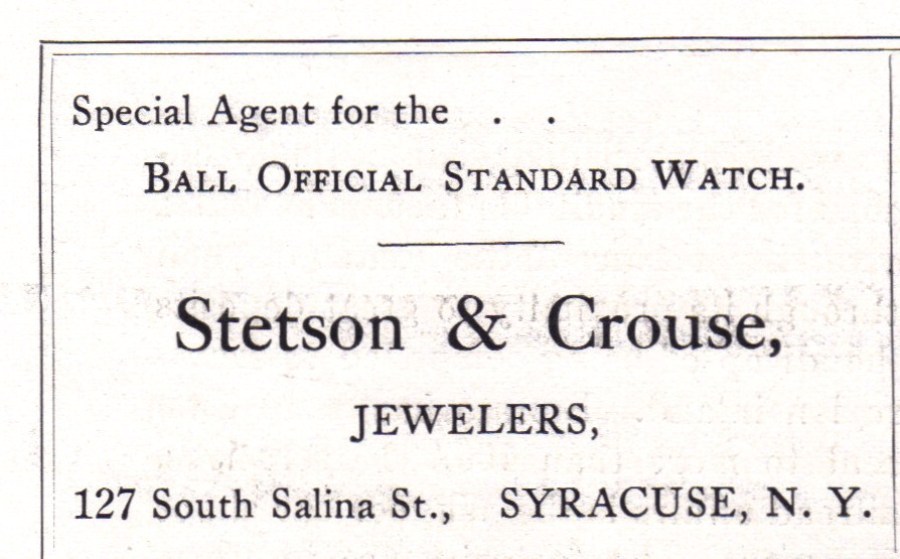 Special Agent for the . .
BALL OFFICIAL STANDARD WATCH.
Stetson & Crouse,
JEWELERS,
127 South Salina St., SYRACUSE, N. Y.